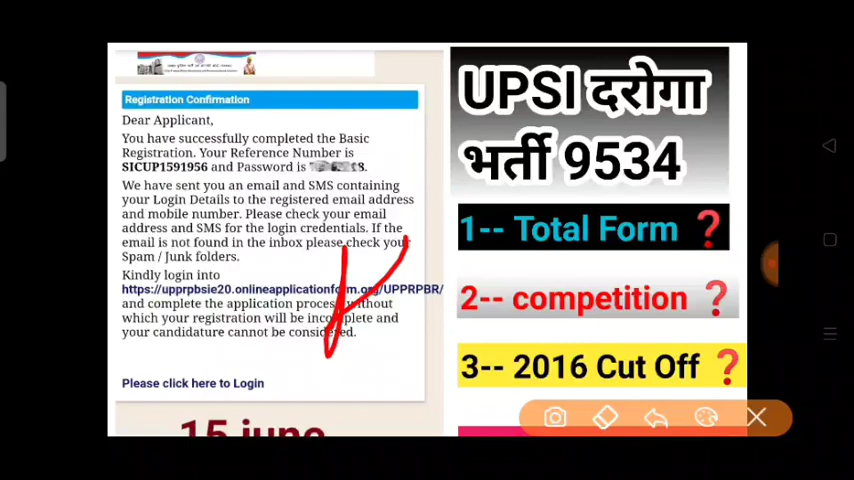 Registration Confirmation
Dear Applicant,
You have successfully completed the Basic
Registration. Your Reference Number is
SICUP1591956 and Password is 8.
We have sent you an email and SMS containing
your Login Details to the registered email address
and mobile number. Please check your email
address and SMS for the login credentials. If the
email is not found in the inbox please check your
Spam / Junk folders.
Kindly login into
https://upprpbsie20.onlineapplicationform.org/UPPRPBR/
and complete the application process without
which your registration will be incomplete and
your candidature cannot be considered.
Please click here to Login
15 june
UPSI दरोगा
भर्ती 9534
1-- Total Form ❓
2-- competition ❓
3-- 2016 Cut Off ❓